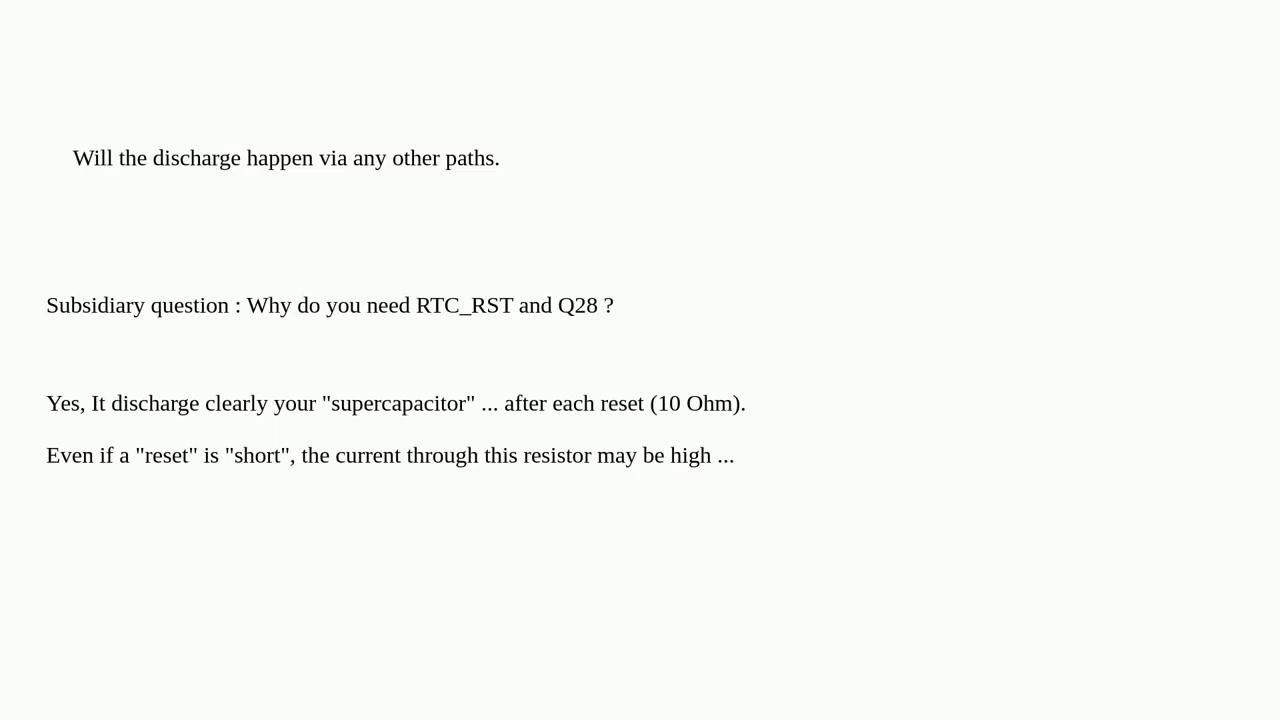 Will the discharge happen via any other paths.
Subsidiary question : Why do you need RTC_RST and Q28 ?
Yes, It discharge clearly your "supercapacitor" ... after each reset (10 Ohm).
Even if a "reset" is "short", the current through this resistor may be high ...